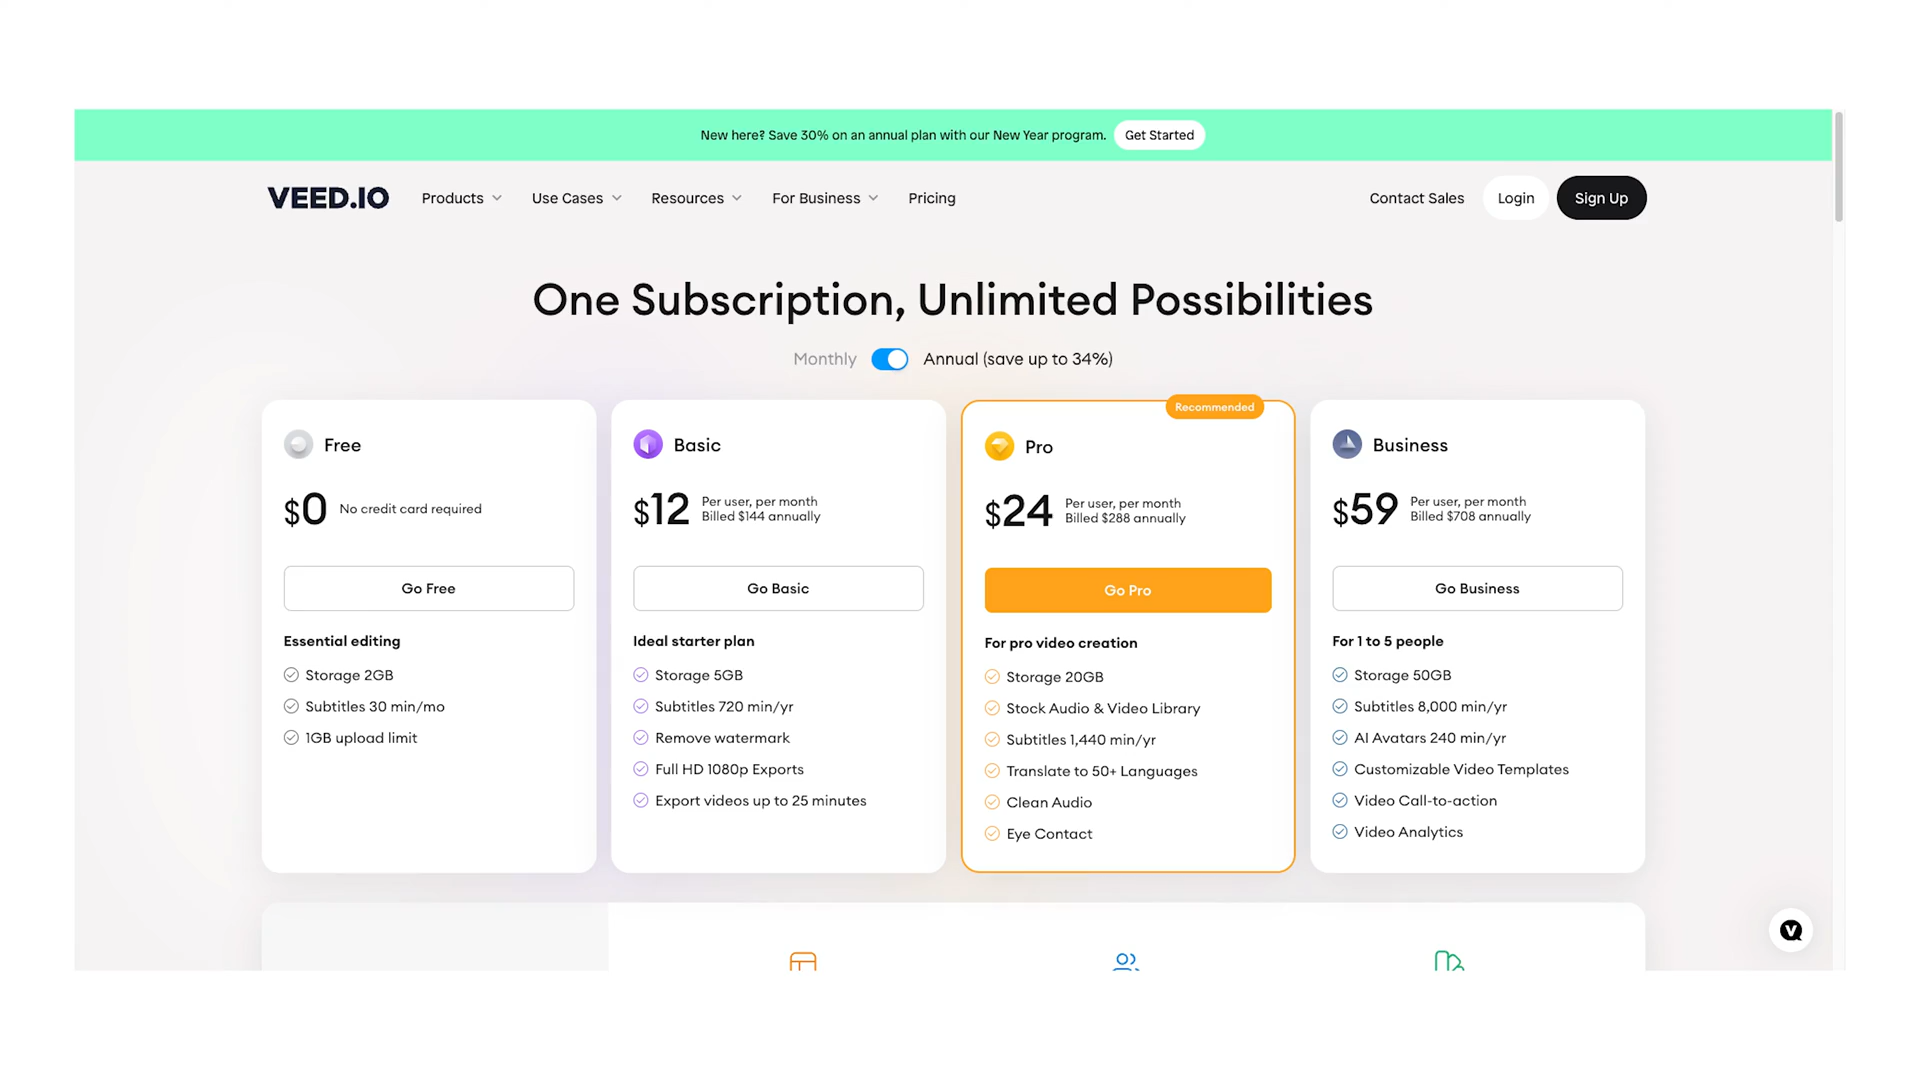 New here? Save 30% on an annual plan with our New Year program. Get Started
VEED.IO Products Use Cases Resources For Business Pricing Contact Sales Login Sign Up
One Subscription, Unlimited Possibilities
Monthly Annual (save up to 34%)
Free
$0 No credit card required
Go Free
Essential editing
Storage 2GB
Subtitles 30 min/mo
1GB upload limit
Basic
$12 Per user, per month
Billed $144 annually
Go Basic
Ideal starter plan
Storage 5GB
Subtitles 720 min/yr
Remove watermark
Full HD 1080p Exports
Export videos up to 25 minutes
Recommended
Pro
$24 Per user, per month
Billed $288 annually
Go Pro
For pro video creation
Storage 20GB
Stock Audio & Video Library
Subtitles 1,440 min/yr
Translate to 50+ Languages
Clean Audio
Eye Contact
Business
$59 Per user, per month
Billed $708 annually
Go Business
For 1 to 5 people
Storage 50GB
Subtitles 8,000 min/yr
AI Avatars 240 min/yr
Customizable Video Templates
Video Call-to-action
Video Analytics
V